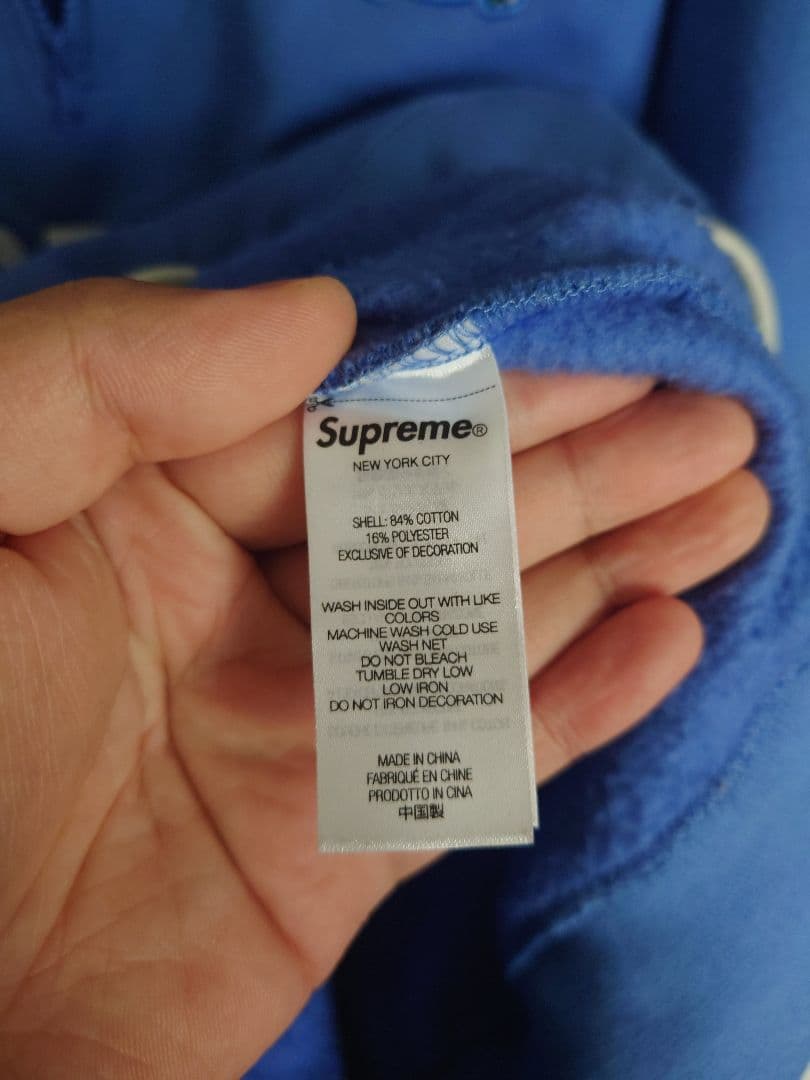 Supreme®
NEW YORK CITY
SHELL: 84% COTTON
16% POLYESTER
EXCLUSIVE OF DECORATION
WASH INSIDE OUT WITH LIKE
COLORS
MACHINE WASH COLD USE
WASH NET
DO NOT BLEACH
TUMBLE DRY LOW
LOW IRON
DO NOT IRON DECORATION
MADE IN CHINA
FABRIQUÉ EN CHINE
PRODOTTO IN CINA
中国製